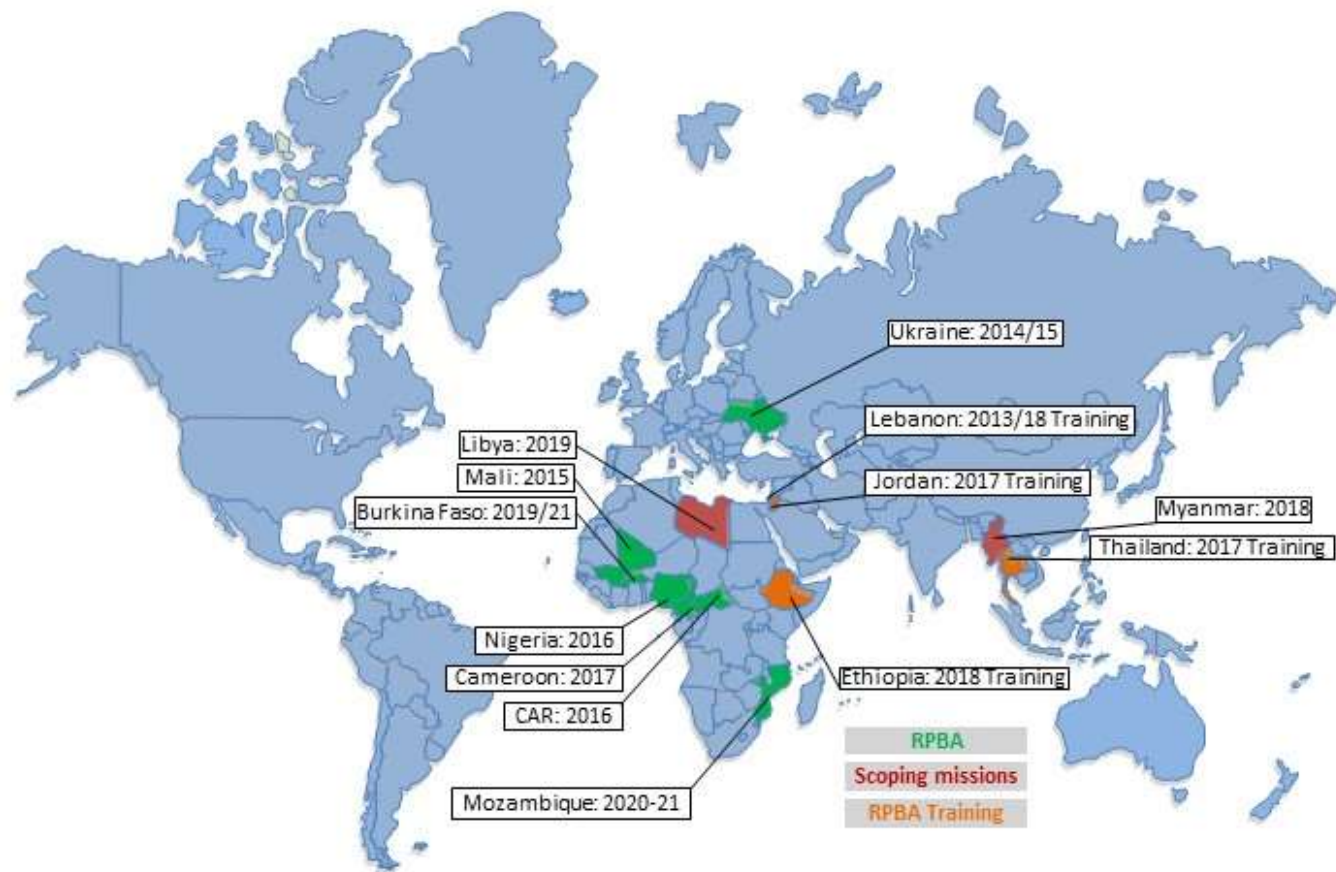 Ukraine: 2014/15
Lebanon: 2013/18 Training
Libya: 2019
Mali: 2015
Jordan: 2017 Training
Burkina Faso: 2019/21
Myanmar: 2018
Thailand: 2017 Training
Nigeria: 2016
Cameroon: 2017
Ethiopia: 2018 Training
CAR: 2016
RPBA
Scoping missions
Mozambique: 2020-21
RPBA Training